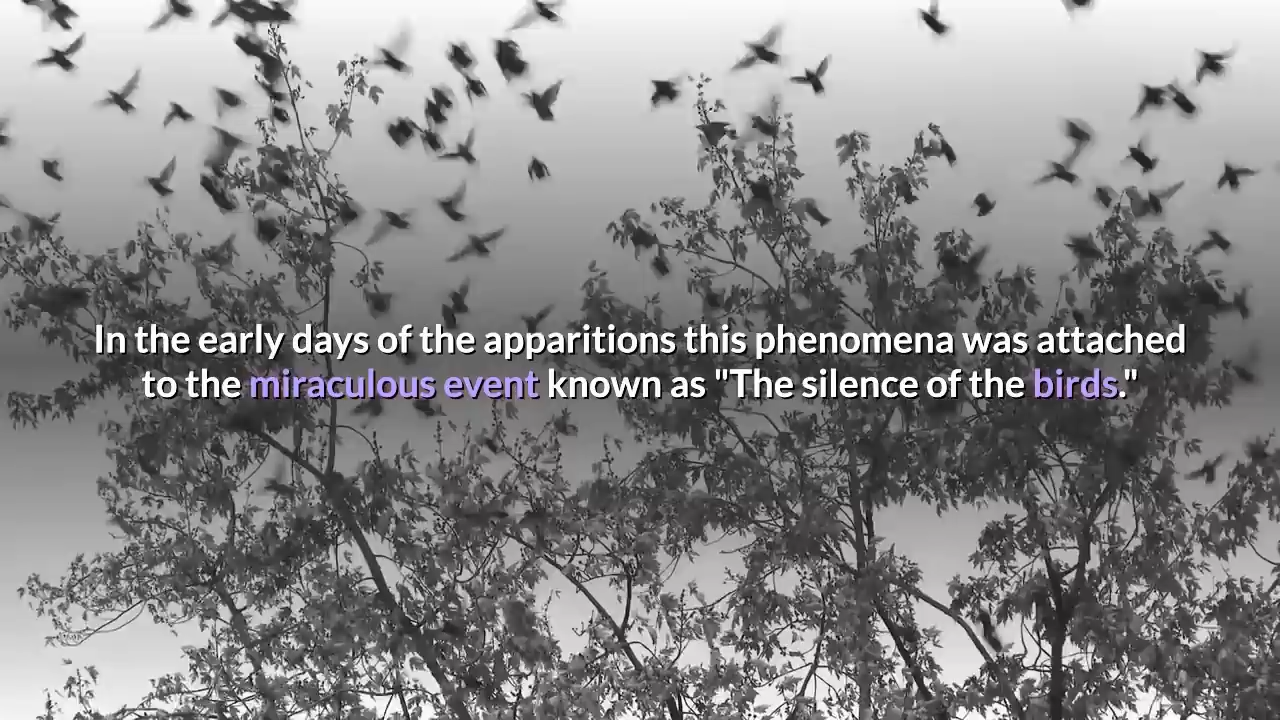 In the early days of the apparitions this phenomena was attached
to the miraculous event known as "The silence of the birds."